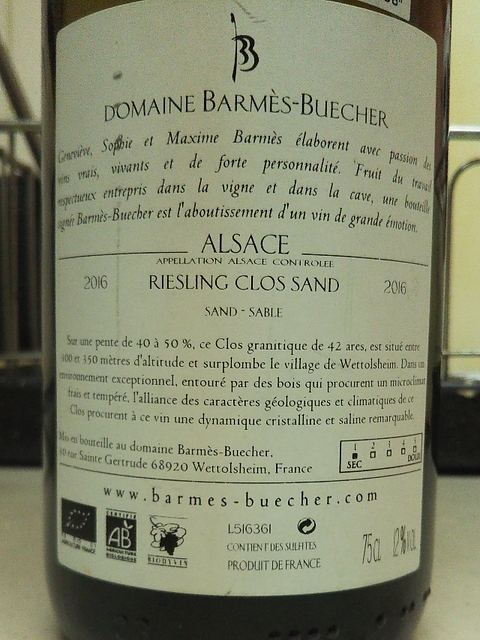 B
DOMAINE BARMÈS-BUECHER
Geneviève, Sophie et Maxime Barmès élaborent avec passion des
vins vrais, vivants et de forte personnalité. Fruit du travail
respectueux entrepris dans la vigne et dans la cave, une bouteille
signée Barmès-Buecher est l'aboutissement d'un vin de grande émotion.
ALSACE
APPELLATION ALSACE CONTROLEE
2016 RIESLING CLOS SAND 2016
SAND - SABLE
Sur une pente de 40 à 50 %, ce Clos granitique de 42 ares, est situé entre
300 et 350 mètres d'altitude et surplombe le village de Wettolsheim. Dans un
environnement exceptionnel, entouré par des bois qui procurent un microclimat
frais et tempéré, l'alliance des caractères géologiques et climatiques de ce
Clos procurent à ce vin une dynamique cristalline et saline remarquable.
Mis en bouteille au domaine Barmès-Buecher,
30 rue Sainte Gertrude 68920 Wettolsheim, France
1 2 3 4 5
SEC DOUX
www.barmes-buecher.com
CERTIFIÉ
AB
AGRICULTURE
BIOLOGIQUE
BIODYVIN
L516361
CONTIENT DES SULFITES
PRODUIT DE FRANCE
75CL 12%VOL